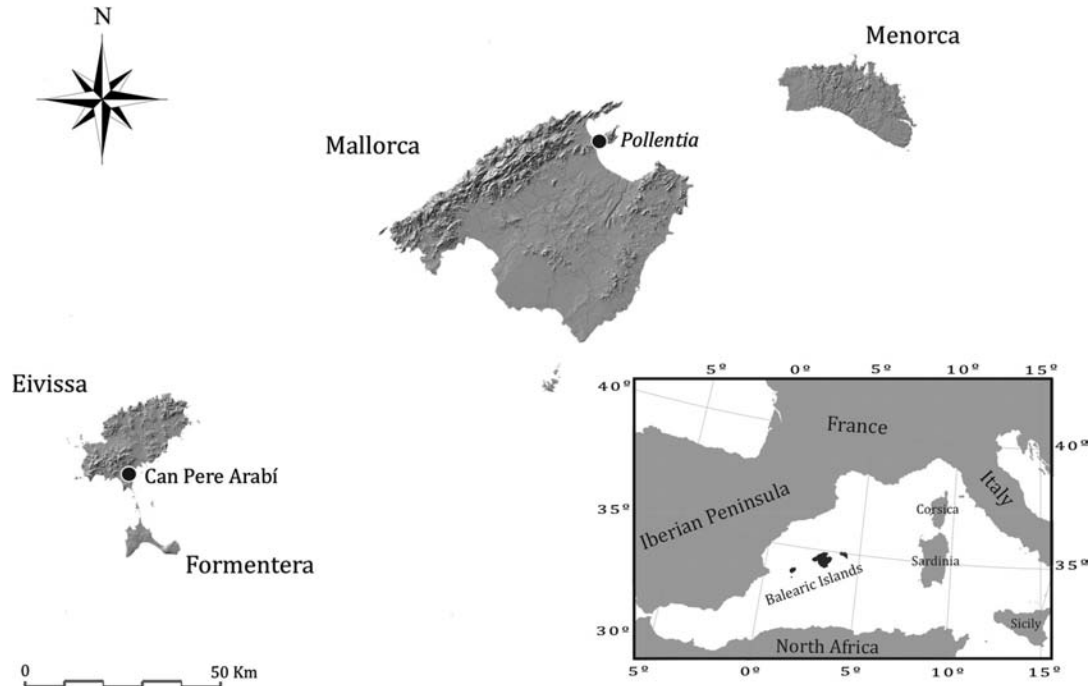 N
Menorca
Mallorca
Pollentia
Eivissa
Can Pere Arabí
Formentera
0 50 Km
5º 0º 5º 10º 15º
40º
France
40º
Italy
Iberian Peninsula
35º
Corsica
Sardinia
35º
Balearic Islands
Sicily
30º
North Africa
5º 0º 5º 10º 15º